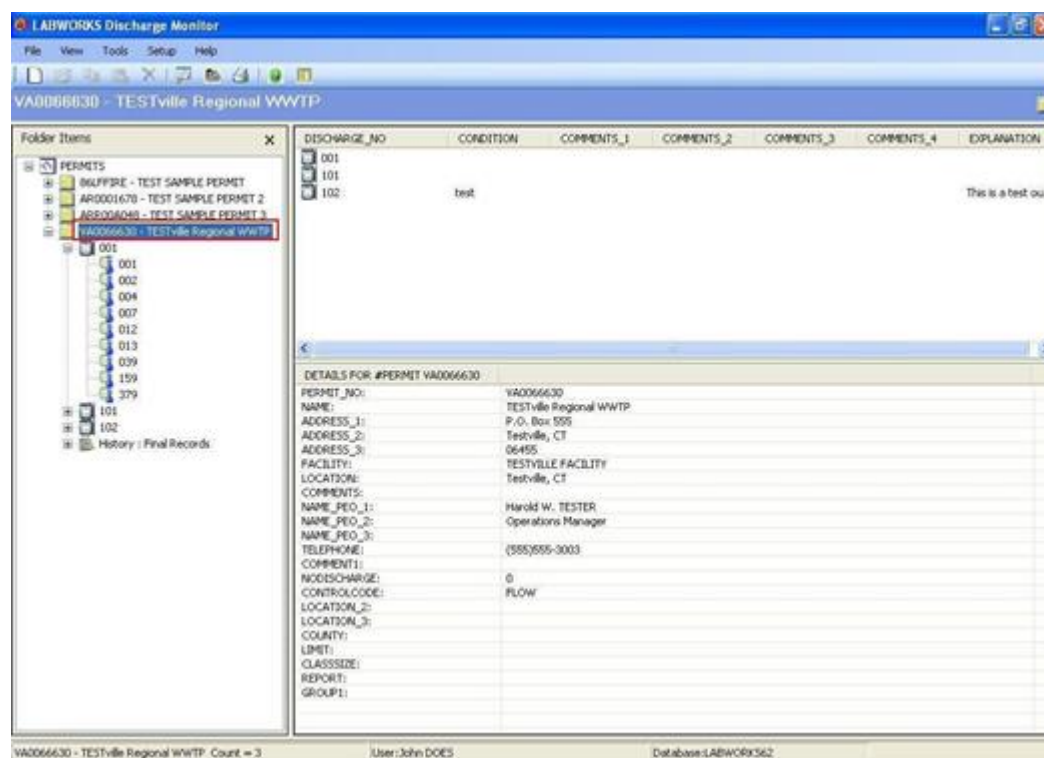 LABWORKS Discharge Monitor
File View Tools Setup Help
VA0066630 - TESTville Regional WWTP
Folder Items
PERMITS
86LFFIRE - TEST SAMPLE PERMIT
AR0001678 - TEST SAMPLE PERMIT 2
ARR00A048 - TEST SAMPLE PERMIT 3
VA0066630 - TESTville Regional WWTP
001
001
002
004
007
012
013
039
159
379
101
102
History : Final Records
DISCHARGE_NO CONDITION COMMENTS_1 COMMENTS_2 COMMENTS_3 COMMENTS_4 EXPLANATION
001
101
102 test This is a test ou
DETAILS FOR #PERMIT VA0066630
PERMIT_NO: VA0066630
NAME: TESTville Regional WWTP
ADDRESS_1: P.O. Box 555
ADDRESS_2: Testville, CT
ADDRESS_3: 06455
FACILITY: TESTVILLE FACILITY
LOCATION: Testville, CT
COMMENTS:
NAME_PEO_1: Harold W. TESTER
NAME_PEO_2: Operations Manager
NAME_PEO_3:
TELEPHONE: (555)555-3003
COMMENT1:
NODISCHARGE: 0
CONTROLCODE: FLOW
LOCATION_2:
LOCATION_3:
COUNTY:
LIMIT:
CLASSSIZE:
REPORT:
GROUP1:
VA0066630 - TESTville Regional WWTP Count = 3 User:John DOES Database:LABWORKS62